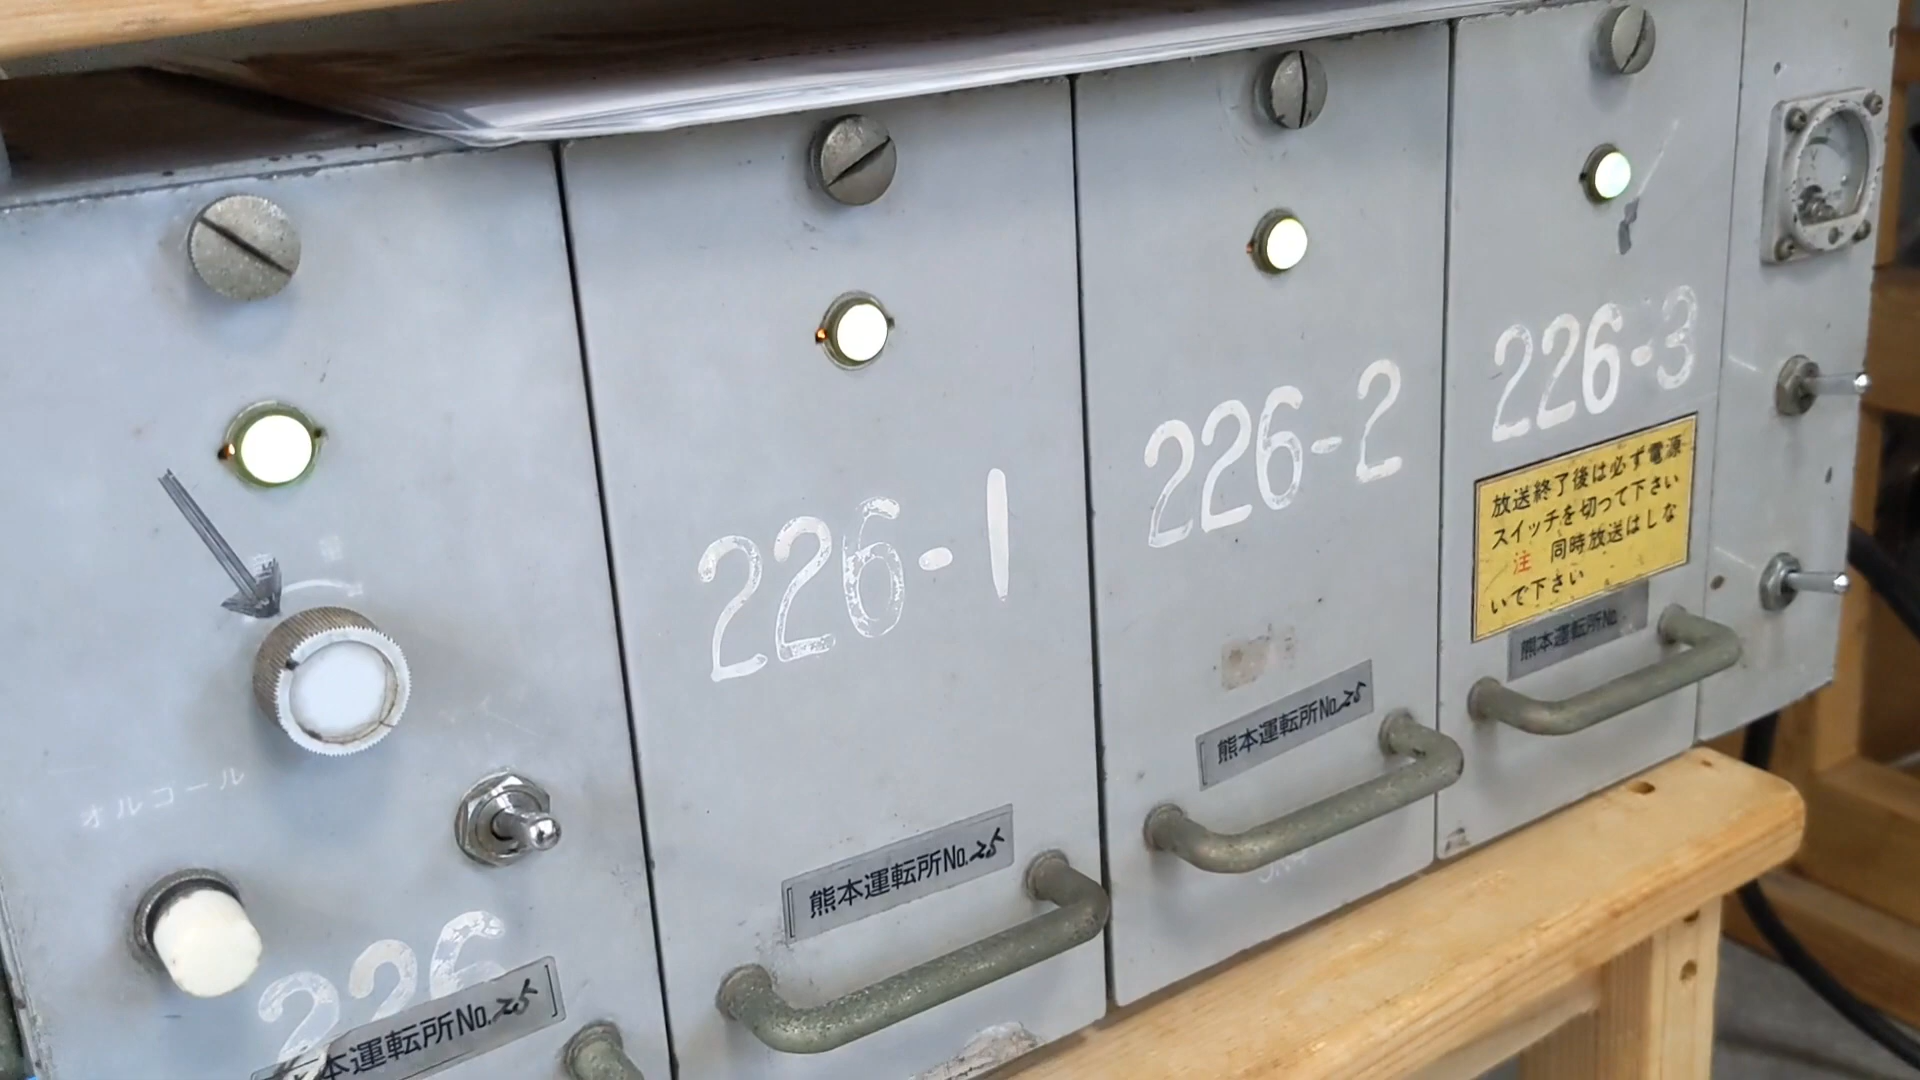 オルゴール
226
本運転所No.25
226-1
熊本運転所No.25
226-2
熊本運転所No.25
226-3
放送終了後は必ず電源
スイッチを切って下さい
注 同時放送はしな
いで下さい
熊本運転所No